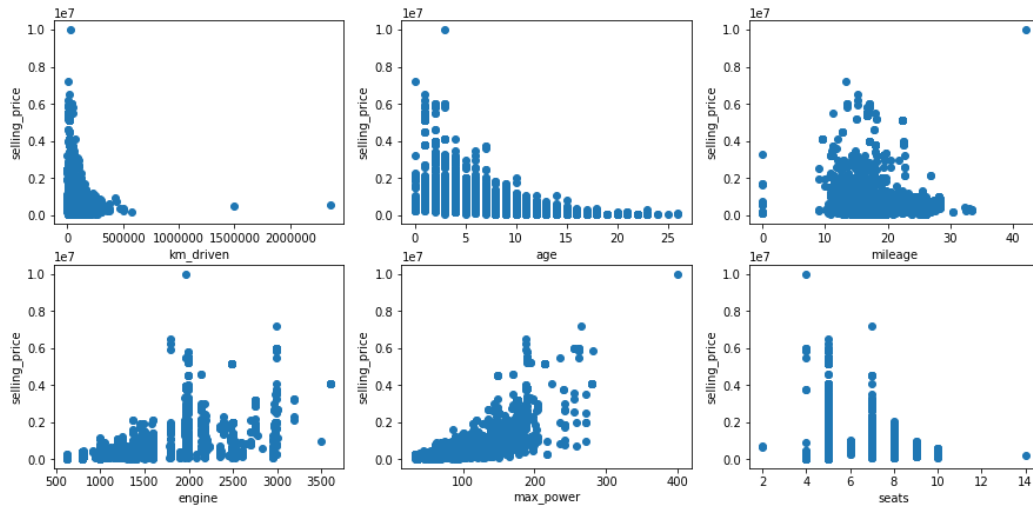 1e7 1e7 1e7
1.0 1.0 1.0
0.8 0.8 0.8
0.6 0.6 0.6
0.4 0.4 0.4
0.2 0.2 0.2
0.0 0.0 0.0
selling_price selling_price selling_price
0 500000 1000000 1500000 2000000 0 5 10 15 20 25 0 10 20 30 40
km_driven age mileage
1e7 1e7 1e7
1.0 1.0 1.0
0.8 0.8 0.8
0.6 0.6 0.6
0.4 0.4 0.4
0.2 0.2 0.2
0.0 0.0 0.0
selling_price selling_price selling_price
500 1000 1500 2000 2500 3000 3500 100 200 300 400 2 4 6 8 10 12 14
engine max_power seats